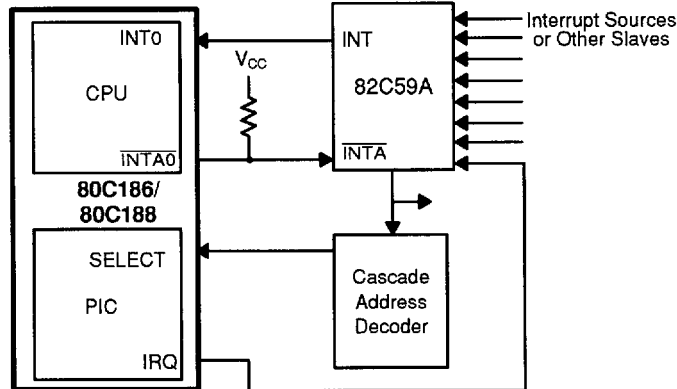 INT0
CPU
INTA0
80C186/
80C188
SELECT
PIC
IRQ
VCC
INT
82C59A
INTA
Interrupt Sources
or Other Slaves
Cascade
Address
Decoder